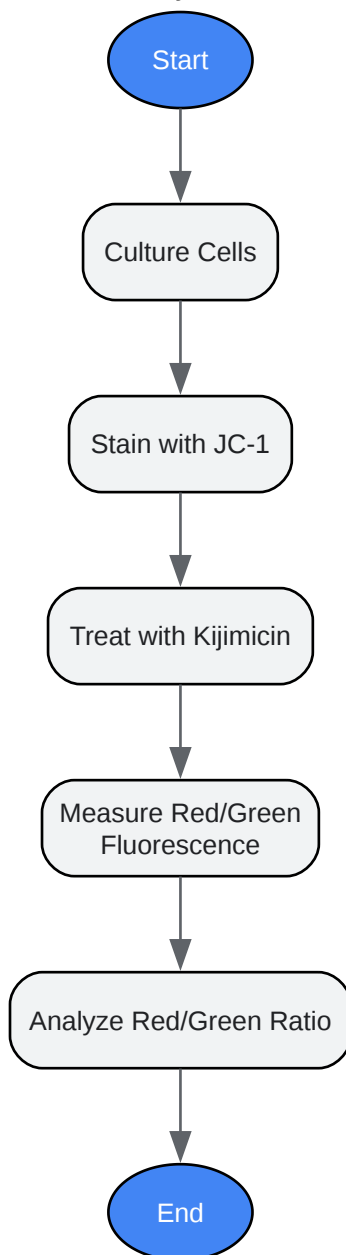 Start
Culture Cells
Stain with JC-1
Treat with Kijimicin
Measure Red/Green
Fluorescence
Analyze Red/Green Ratio
End